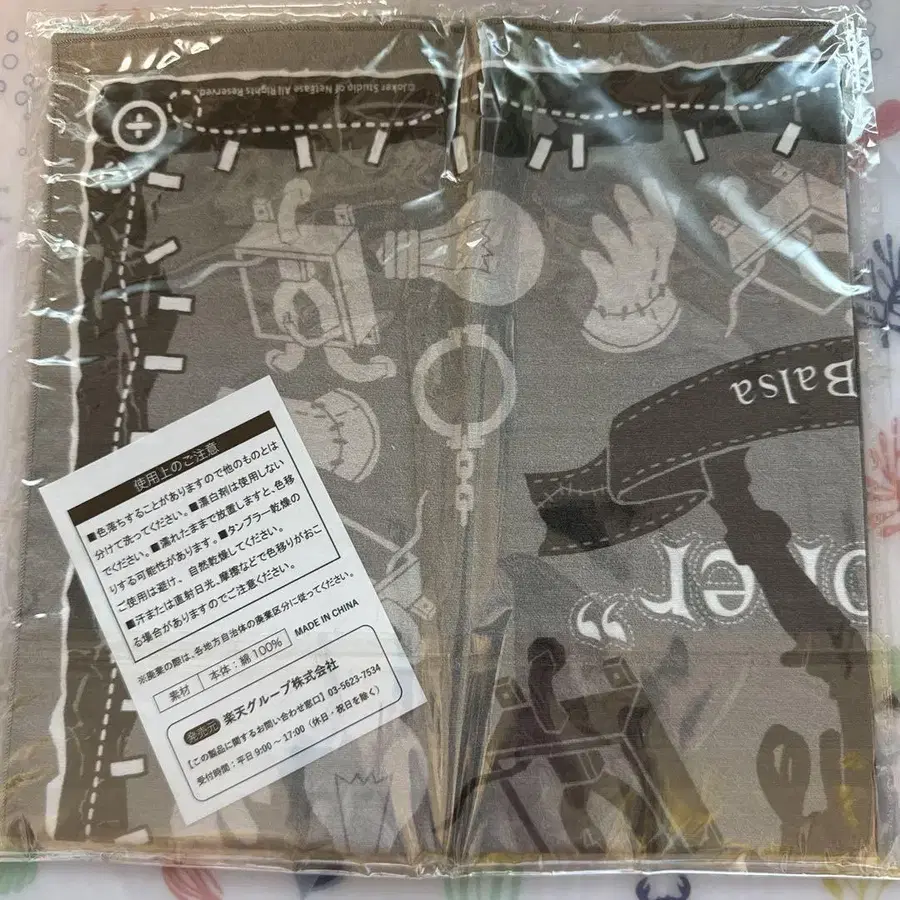 ©Joker Studio of NetEase All Rights Reserved.
Balsa
oner”
使用上のご注意
■色落ちすることがありますので他のものとは
分けて洗ってください。■漂白剤は使用しない
でください。■濡れたままで放置しますと、色移
りする可能性があります。■タンブラー乾燥の
ご使用は避け、自然乾燥してください。
■汗または直射日光、摩擦などで色移りがおこ
る場合がありますのでご注意ください。
※廃棄の際は、各地方自治体の廃棄区分に従ってください。
素材 本体:綿100% MADE IN CHINA
発売元 楽天グループ株式会社
【この製品に関するお問い合わせ窓口】03-5623-7534
受付時間:平日9:00~17:00(休日・祝日を除く)